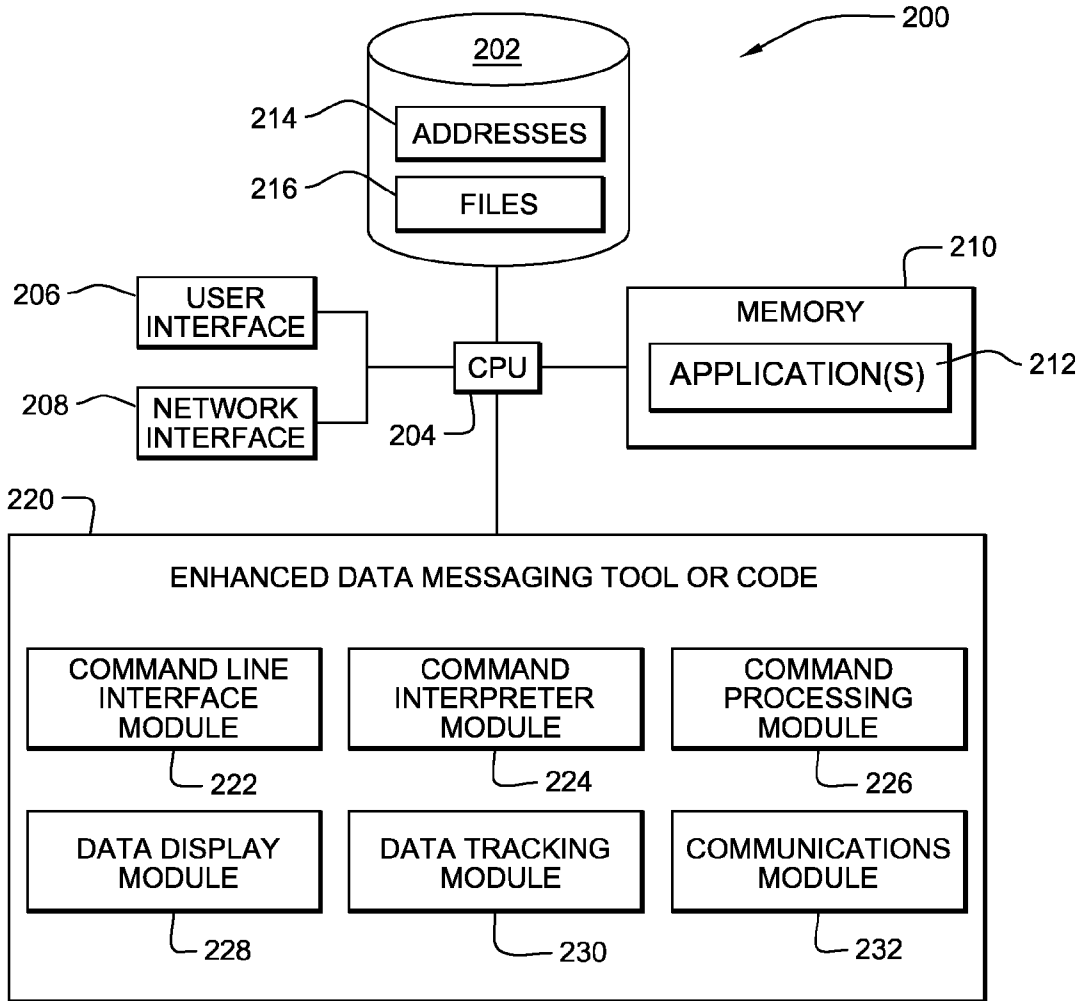 200
202
214
ADDRESSES
216
FILES
206
USER
INTERFACE
208
NETWORK
INTERFACE
CPU
204
210
MEMORY
APPLICATION(S)
212
220
ENHANCED DATA MESSAGING TOOL OR CODE
COMMAND LINE
INTERFACE
MODULE
222
COMMAND
INTERPRETER
MODULE
224
COMMAND
PROCESSING
MODULE
226
DATA DISPLAY
MODULE
228
DATA TRACKING
MODULE
230
COMMUNICATIONS
MODULE
232